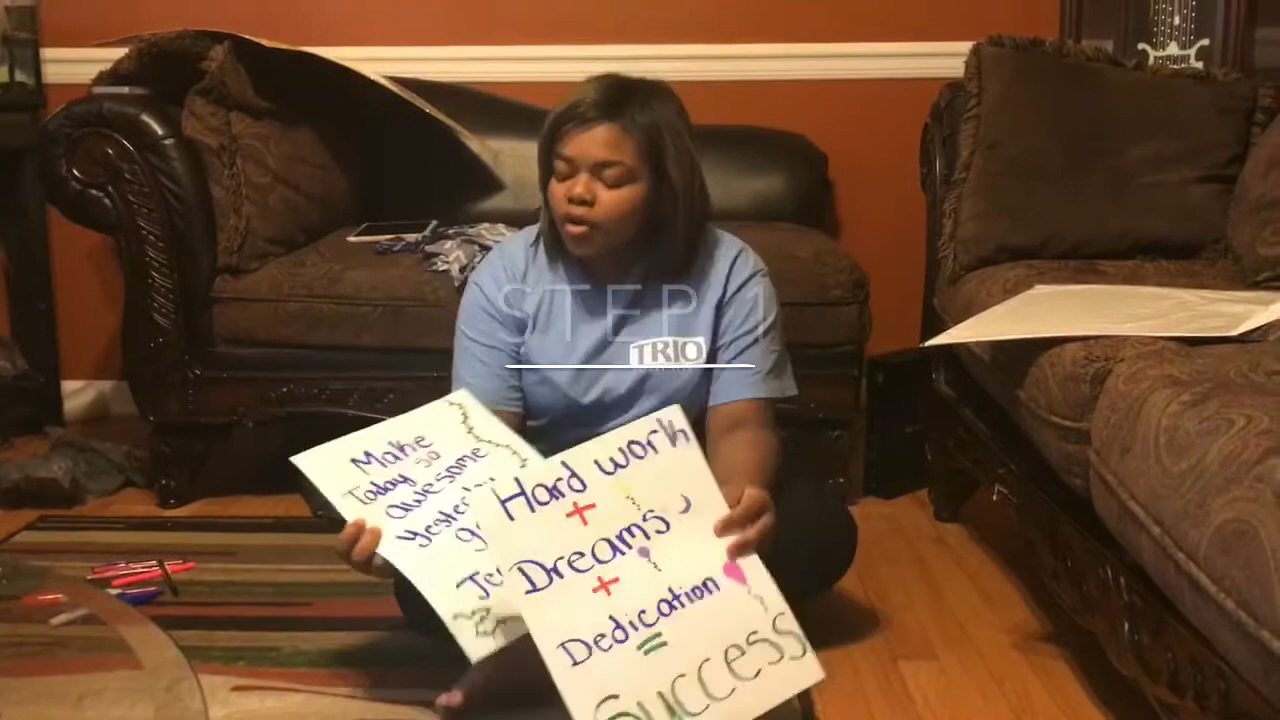 STEP 1
TRIO
Make
Today so
awesome
Hard work
+
Dreams
+
Dedication
=
Success